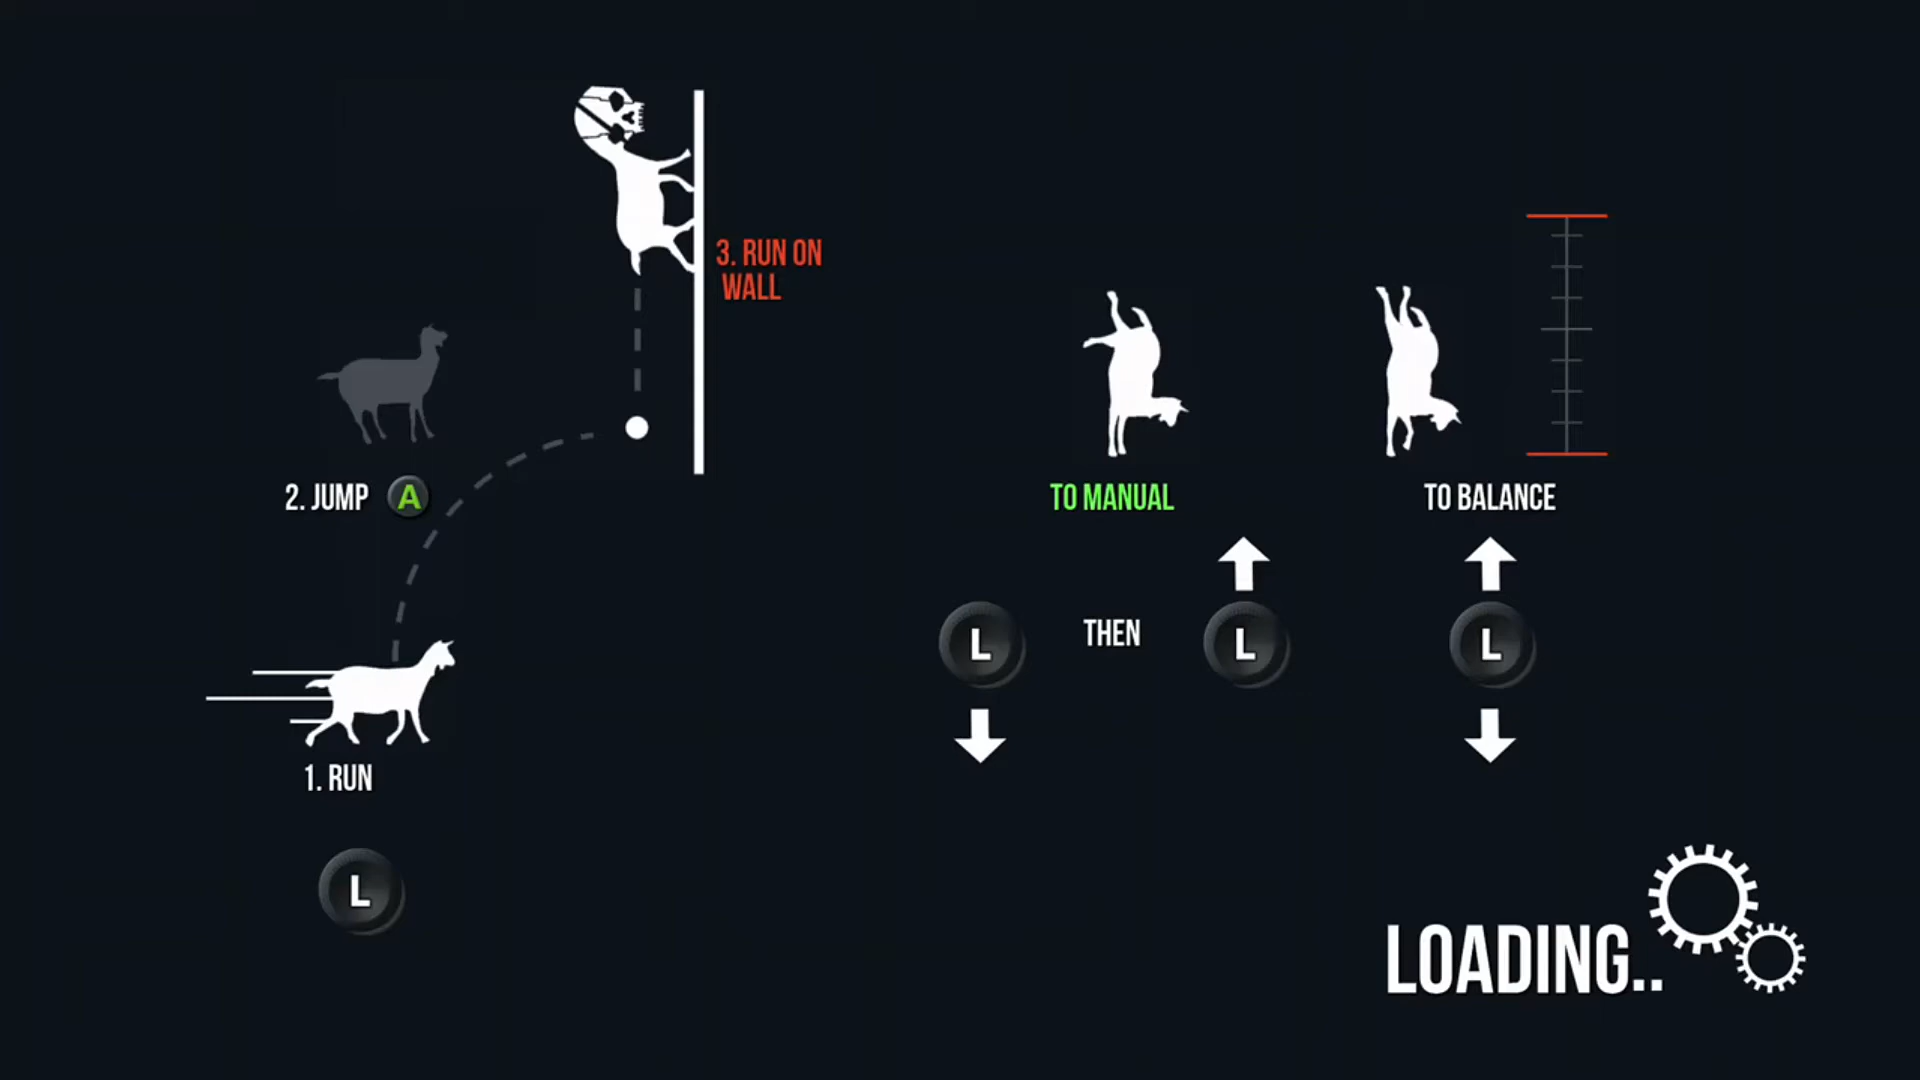 3. RUN ON
WALL
2. JUMP A
1. RUN
L
TO MANUAL
L THEN L
TO BALANCE
L
LOADING..